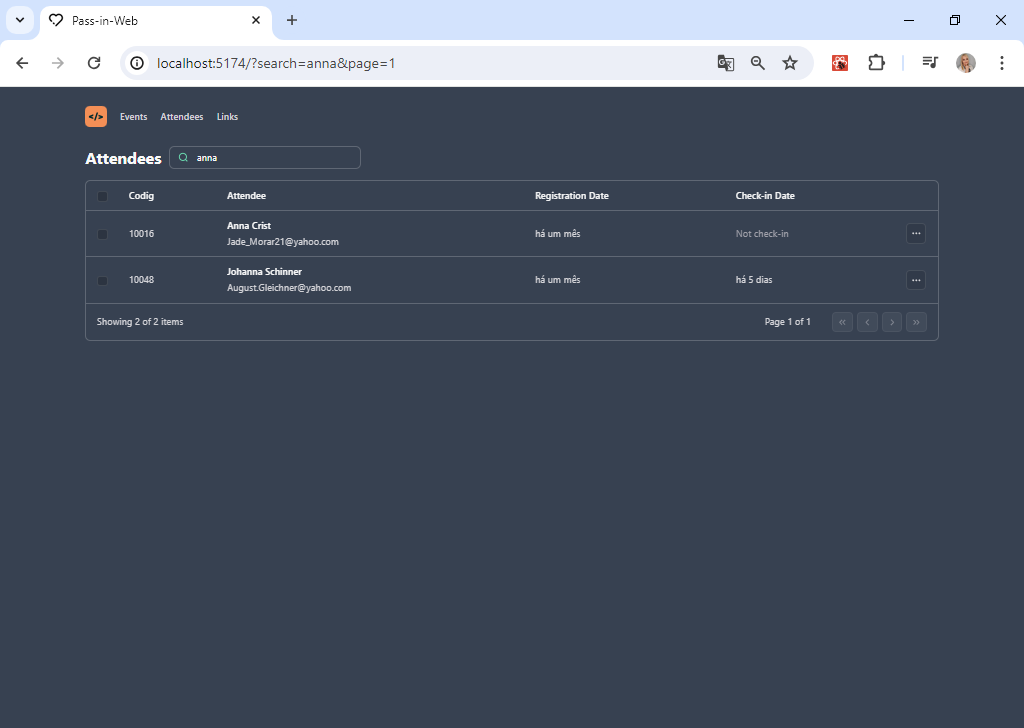 Pass-in-Web
localhost:5174/?search=anna&page=1
</> Events Attendees Links
Attendees anna
Codig Attendee Registration Date Check-in Date
10016 Anna Crist há um mês Not check-in
Jade_Morar21@yahoo.com
10048 Johanna Schinner há um mês há 5 dias
August.Gleichner@yahoo.com
Showing 2 of 2 items Page 1 of 1